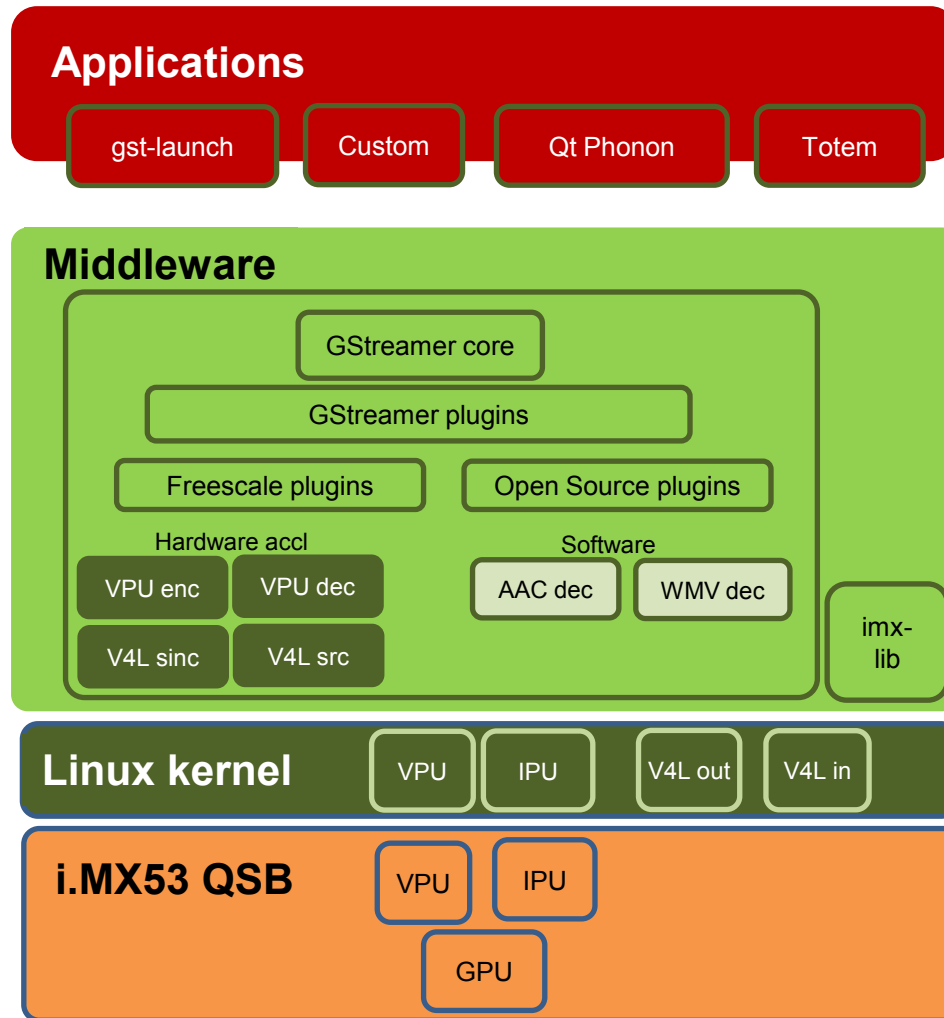 Applications
gst-launch
Custom
Qt Phonon
Totem
Middleware
GStreamer core
GStreamer plugins
Freescale plugins
Open Source plugins
Hardware accl
Software
VPU enc
VPU dec
AAC dec
WMV dec
V4L sinc
V4L src
imx-
lib
Linux kernel
VPU
IPU
V4L out
V4L in
i.MX53 QSB
VPU
IPU
GPU